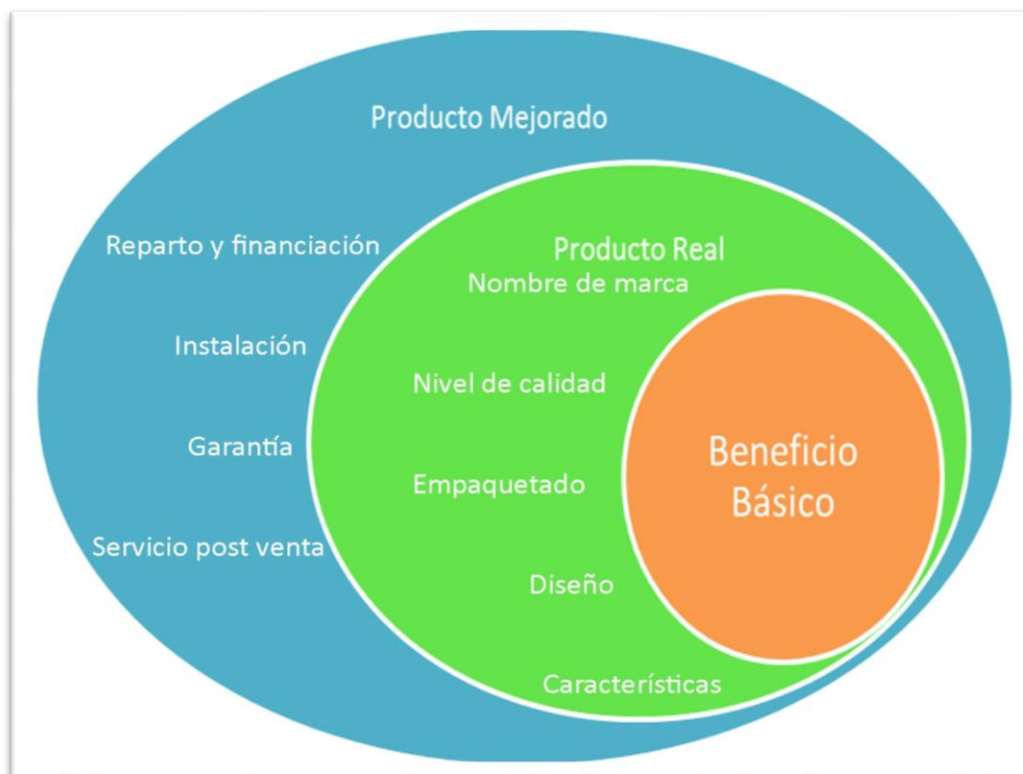 Producto Mejorado
Reparto y financiación
Instalación
Garantía
Servicio post venta
Producto Real
Nombre de marca
Nivel de calidad
Empaquetado
Diseño
Características
Beneficio
Básico